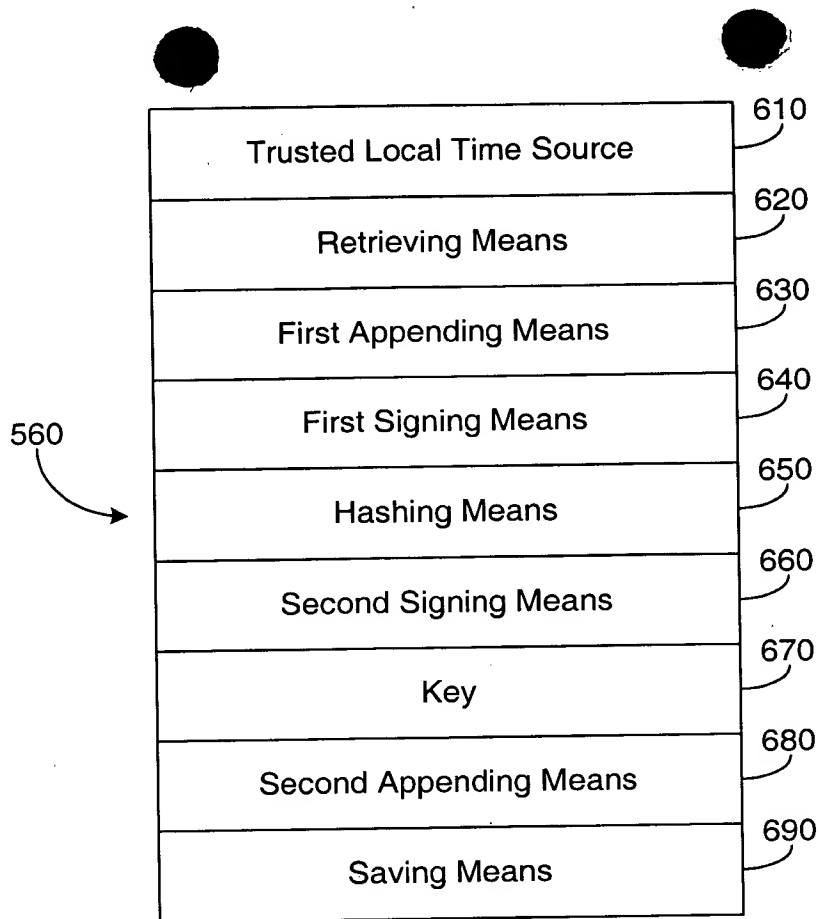 610
Trusted Local Time Source
620
Retrieving Means
630
First Appending Means
640
First Signing Means
560
650
Hashing Means
660
Second Signing Means
670
Key
680
Second Appending Means
690
Saving Means